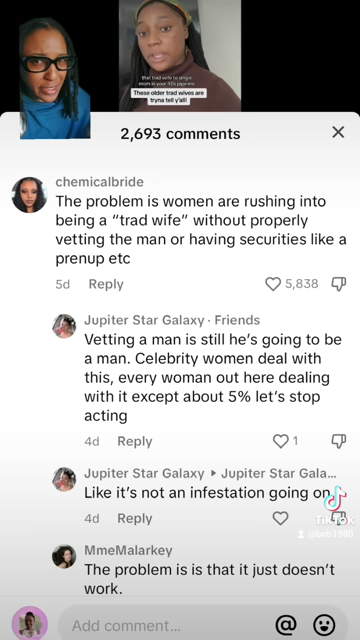 that trad wife to single
mom in your 40s pipeline
These older trad wives are
tryna tell y'all!
2,693 comments
chemicalbride
The problem is women are rushing into
being a “trad wife” without properly
vetting the man or having securities like a
prenup etc
5d Reply 5,838
Jupiter Star Galaxy · Friends
Vetting a man is still he’s going to be
a man. Celebrity women deal with
this, every woman out here dealing
with it except about 5% let’s stop
acting
4d Reply 1
Jupiter Star Galaxy Jupiter Star Gala...
Like it’s not an infestation going on
4d Reply
TikTok
@bnb1980
MmeMalarkey
The problem is is that it just doesn’t
work.
Add comment...